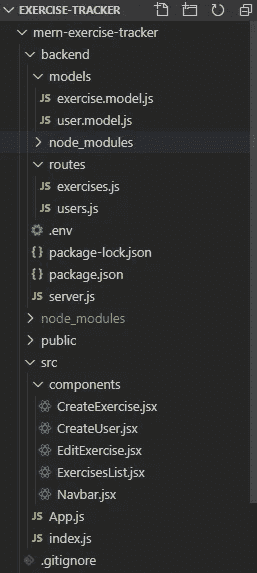 EXERCISE-TRACKER
mern-exercise-tracker
backend
models
JS exercise.model.js
JS user.model.js
node_modules
routes
JS exercises.js
JS users.js
.env
{} package-lock.json
{} package.json
JS server.js
node_modules
public
src
components
CreateExercise.jsx
CreateUser.jsx
EditExercise.jsx
ExercisesList.jsx
Navbar.jsx
JS App.js
JS index.js
.gitignore